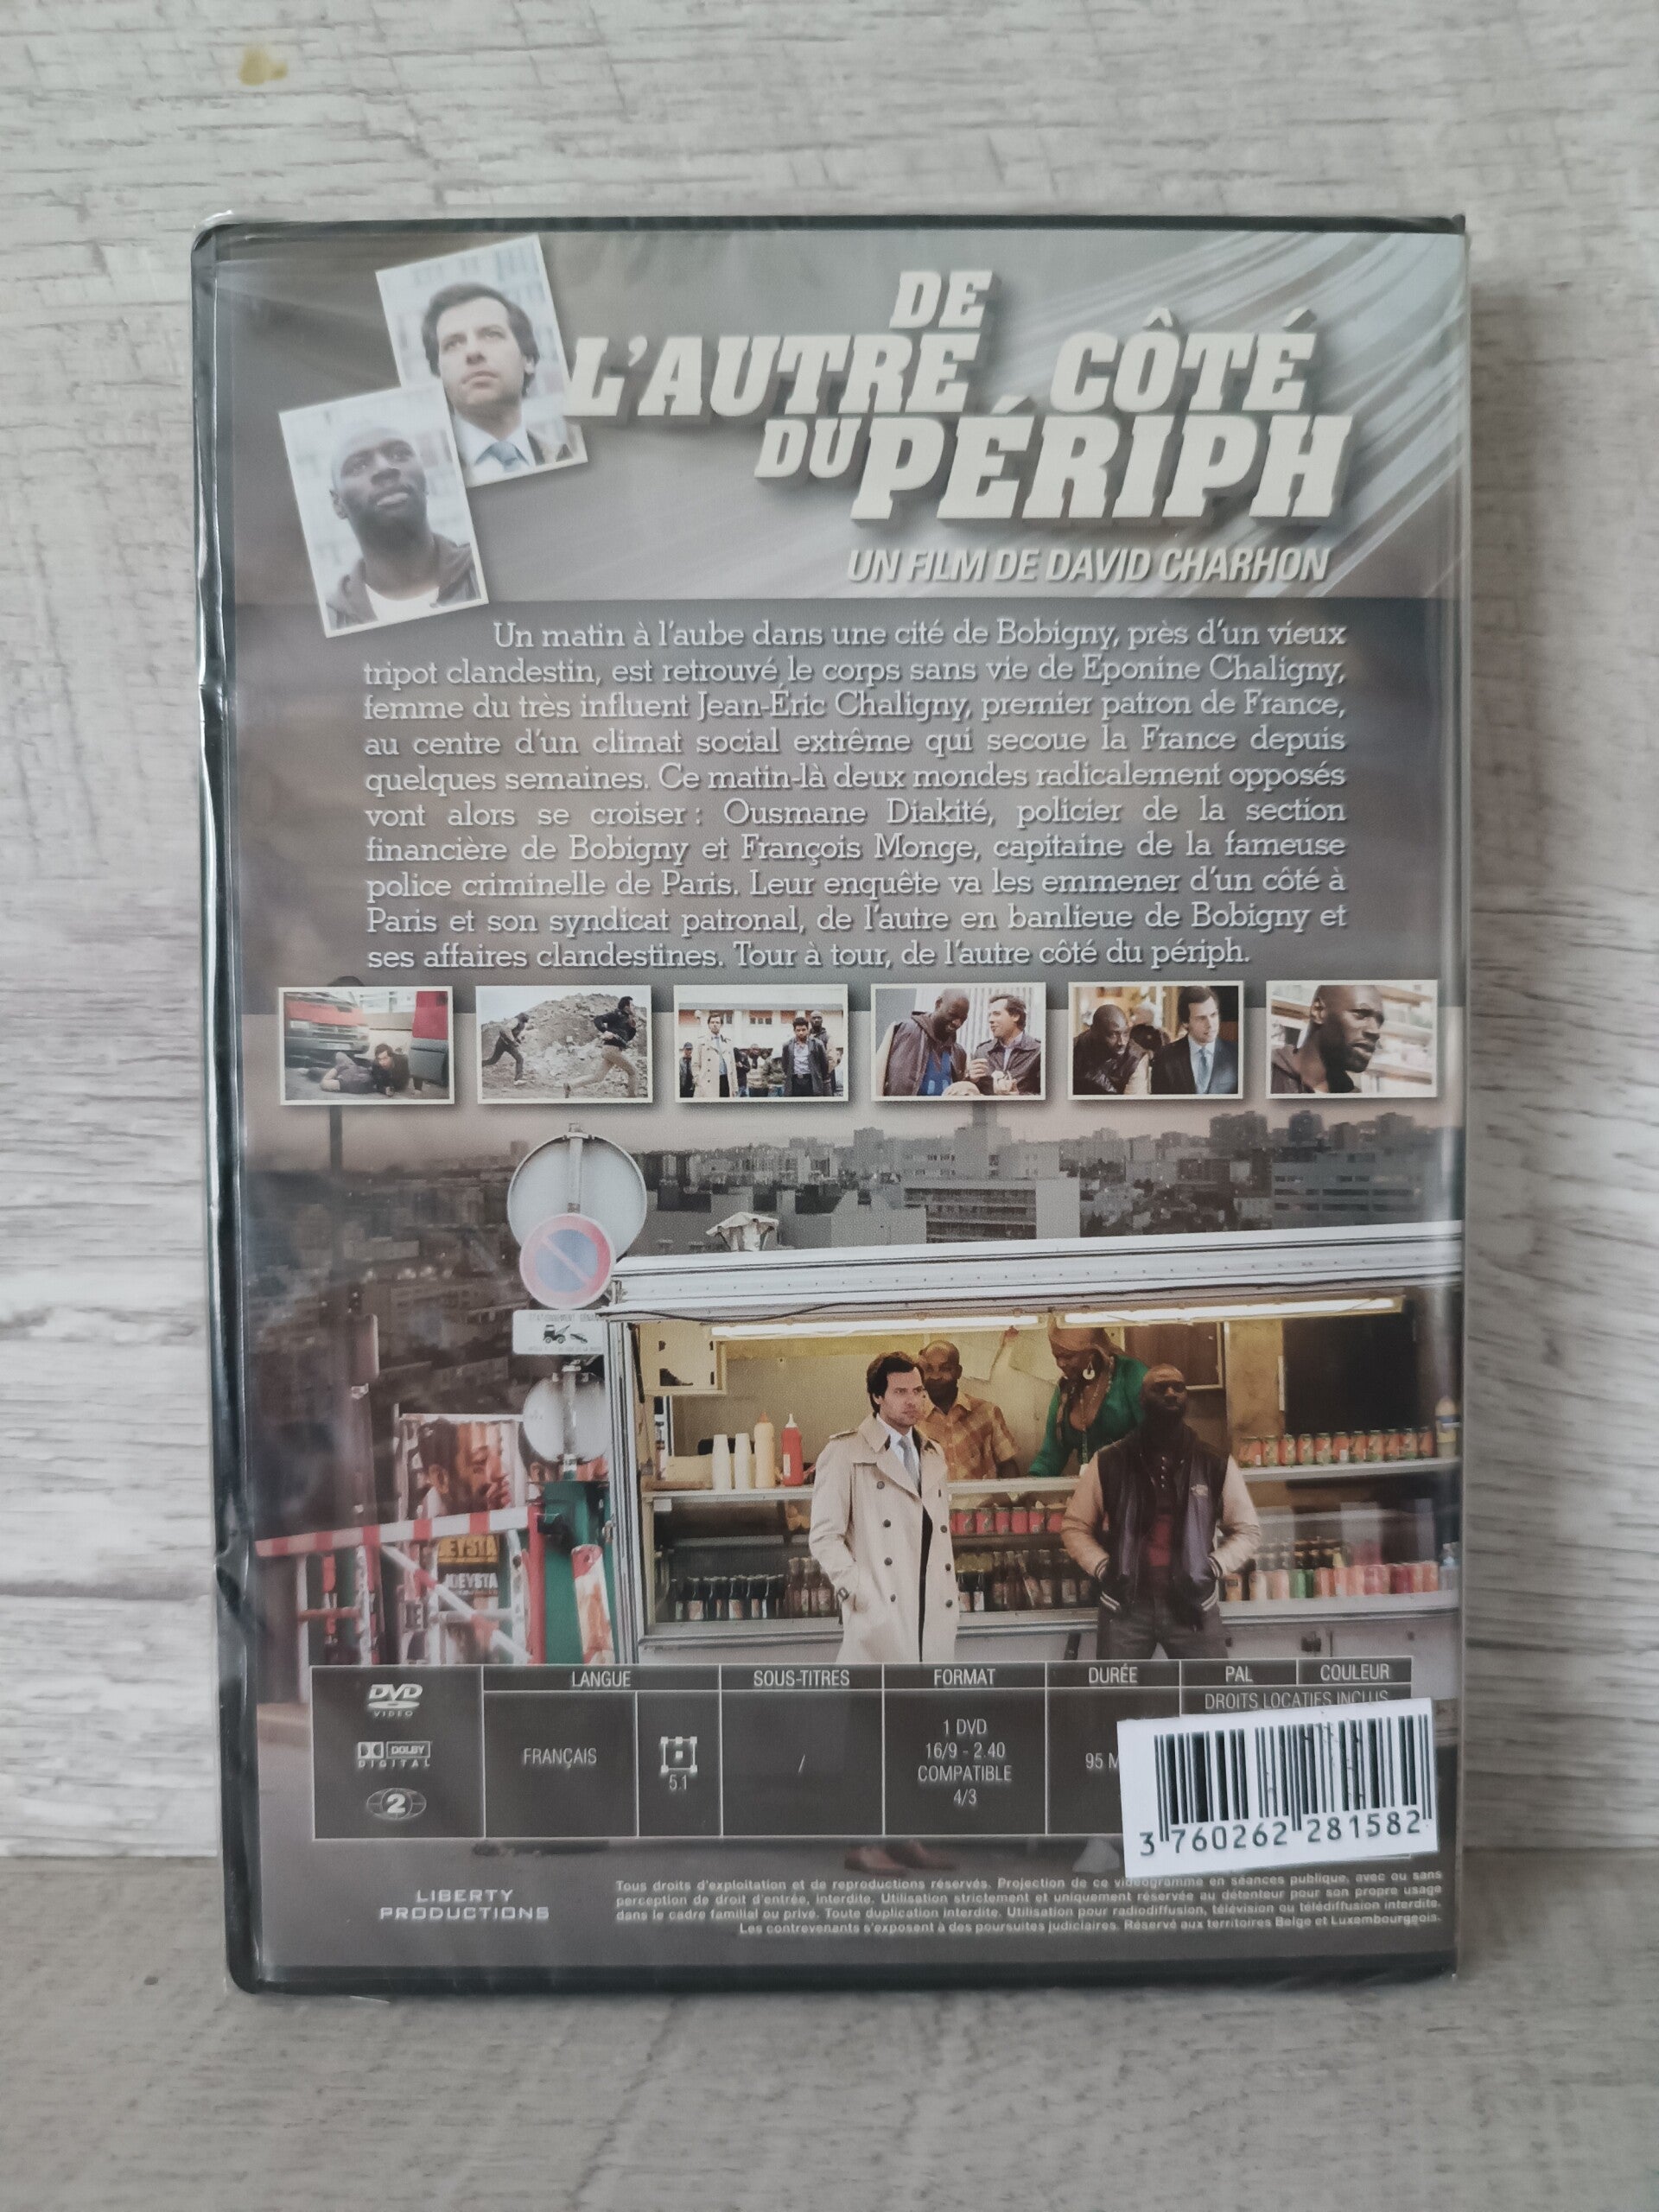 DE
L'AUTRE CÔTÉ
DU PÉRIPH
UN FILM DE DAVID CHARHON
Un matin à l'aube dans une cité de Bobigny, près d'un vieux
tripot clandestin, est retrouvé le corps sans vie de Eponine Chaligny,
femme du très influent Jean-Éric Chaligny, premier patron de France,
au centre d'un climat social extrême qui secoue la France depuis
quelques semaines. Ce matin-là deux mondes radicalement opposés
vont alors se croiser : Ousmane Diakité, policier de la section
financière de Bobigny et François Monge, capitaine de la fameuse
police criminelle de Paris. Leur enquête va les emmener d'un côté à
Paris et son syndicat patronal, de l'autre en banlieue de Bobigny et
ses affaires clandestines. Tour à tour, de l'autre côté du périph.
JEYSTA
DVD
VIDEO
DOLBY
DIGITAL
2
LANGUE
FRANÇAIS
5.1
SOUS-TITRES
/
FORMAT
1 DVD
16/9 - 2.40
COMPATIBLE
4/3
DURÉE
95 M
PAL
COULEUR
DROITS LOCATIFS INCLUS
3 760262 281582
LIBERTY
PRODUCTIONS
Tous droits d'exploitation et de reproductions réservés. Projection de ce vidéogramme en séances publique, avec ou sans
perception de droit d'entrée, interdite. Utilisation strictement et uniquement réservée au détenteur pour son propre usage
dans le cadre familial ou privé. Toute duplication interdite. Utilisation pour radiodiffusion, télévision ou télédiffusion interdite.
Les contrevenants s'exposent à des poursuites judiciaires. Réservé aux territoires Belge et Luxembourgeois.